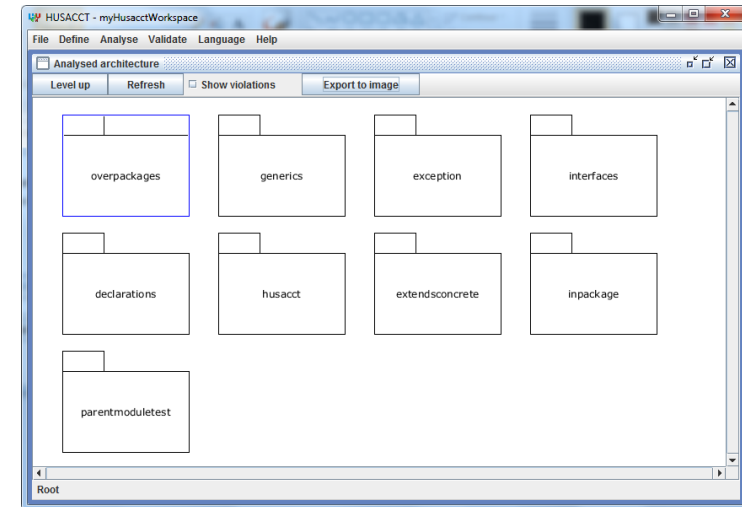 HUSACCT - myHusacctWorkspace
File Define Analyse Validate Language Help
Analysed architecture
Level up Refresh Show violations Export to image
overpackages generics exception interfaces
declarations husacct extendsconcrete inpackage
parentmoduletest
Root